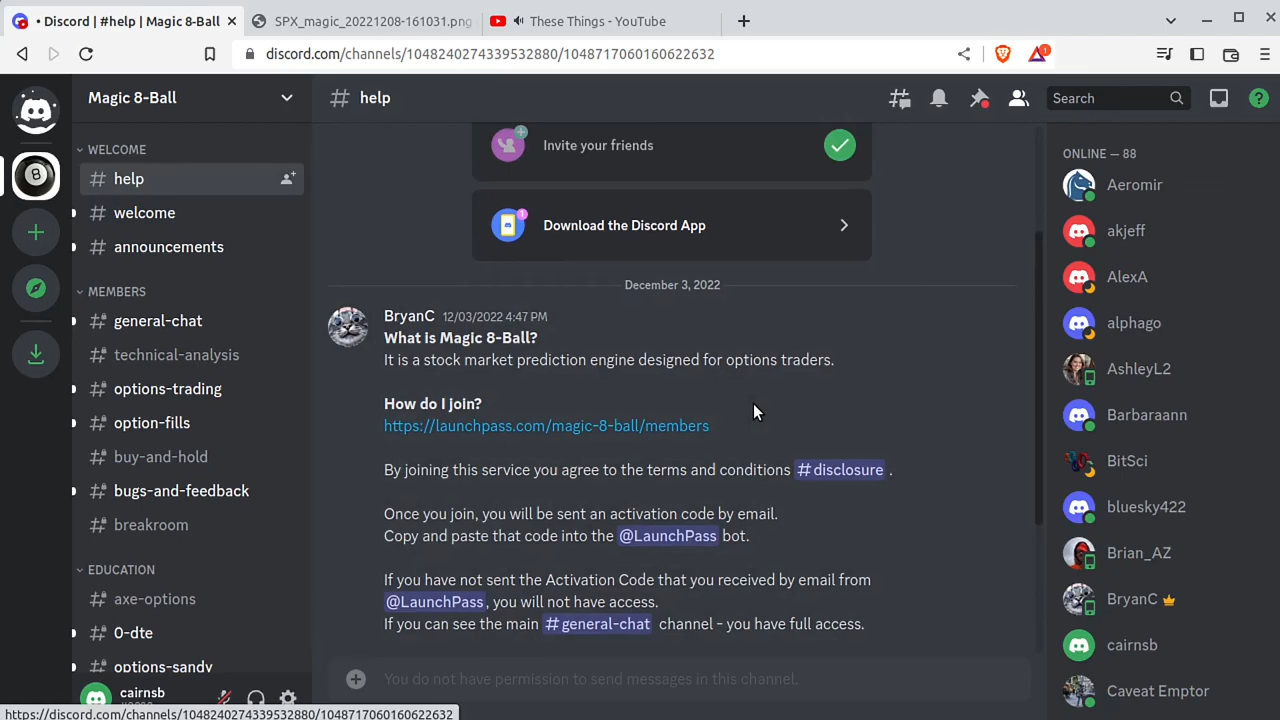 • Discord | #help | Magic 8-Ball
SPX_magic_20221208-161031.png
These Things - YouTube
discord.com/channels/1048240274339532880/1048717060160622632
1
Magic 8-Ball
help
Search
WELCOME
help
welcome
announcements
MEMBERS
general-chat
technical-analysis
options-trading
option-fills
buy-and-hold
bugs-and-feedback
breakroom
EDUCATION
axe-options
0-dte
options-sandy
cairnsb
Invite your friends
1
Download the Discord App
December 3, 2022
BryanC 12/03/2022 4:47 PM
What is Magic 8-Ball?
It is a stock market prediction engine designed for options traders.
How do I join?
https://launchpass.com/magic-8-ball/members
By joining this service you agree to the terms and conditions #disclosure .
Once you join, you will be sent an activation code by email.
Copy and paste that code into the @LaunchPass bot.
If you have not sent the Activation Code that you received by email from
@LaunchPass, you will not have access.
If you can see the main #general-chat channel - you have full access.
You do not have permission to send messages in this channel.
ONLINE — 88
Aeromir
akjeff
AlexA
alphago
AshleyL2
Barbaraann
BitSci
bluesky422
Brian_AZ
BryanC
cairnsb
Caveat Emptor
https://discord.com/channels/1048240274339532880/1048717060160622632